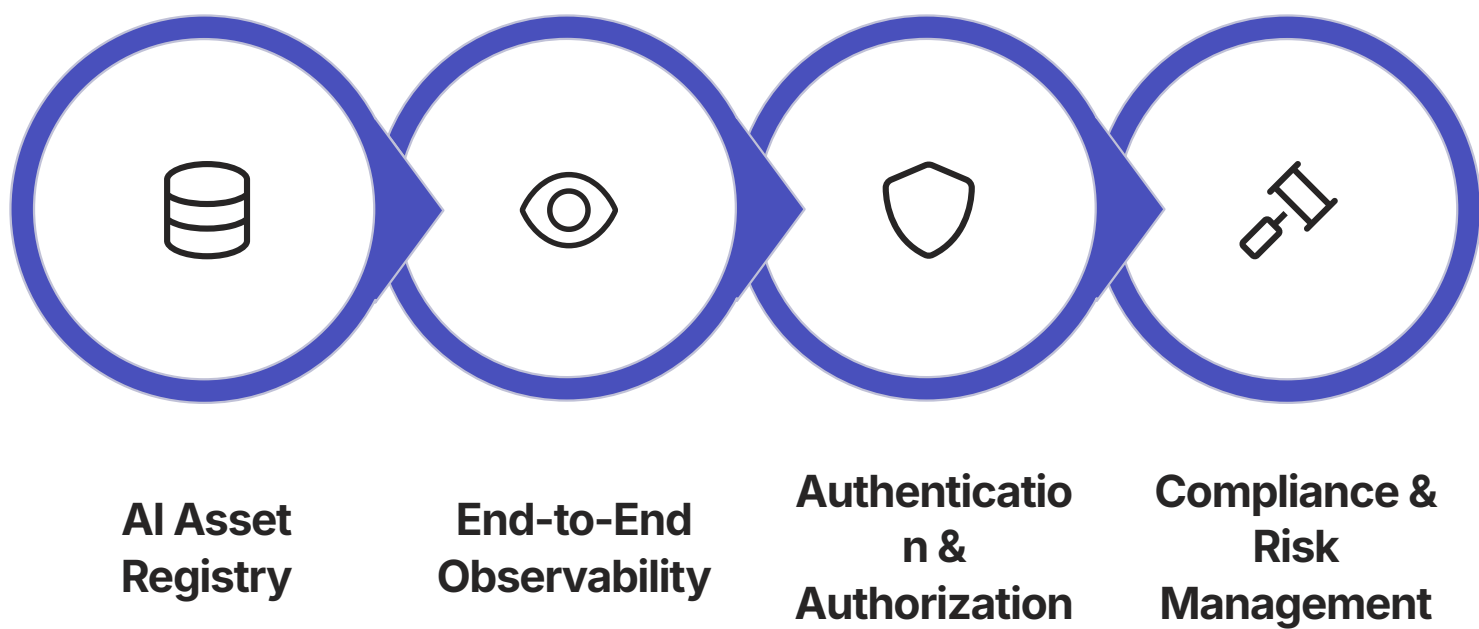 AI Asset
Registry
End-to-End
Observability
Authenticatio
n &
Authorization
Compliance &
Risk
Management